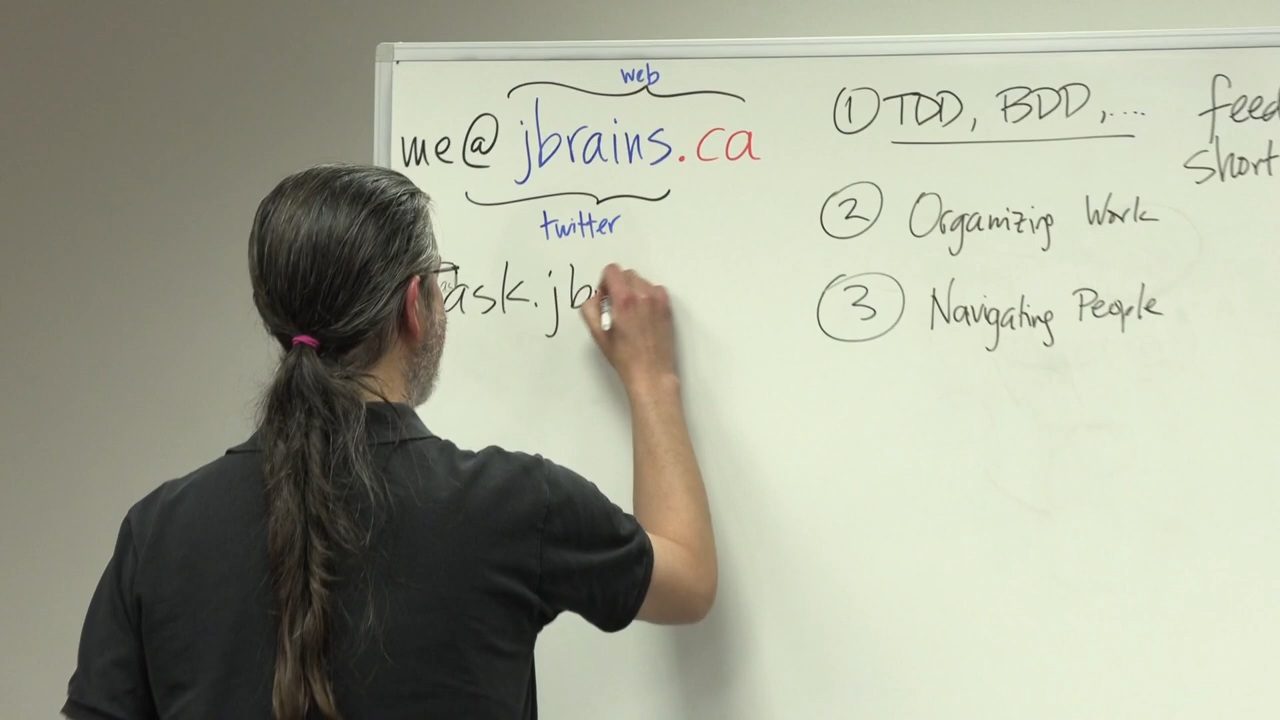 web
me@jbrains.ca
twitter
ask.jb
① TDD, BDD,....
② Organizing Work
③ Navigating People
feed
short